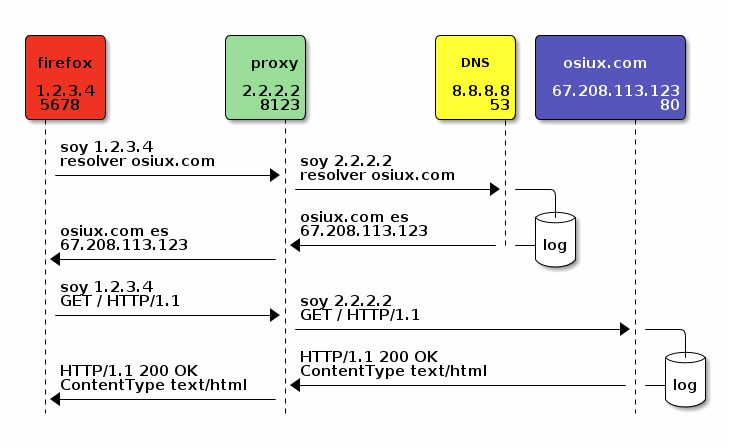 firefox
1.2.3.4
5678
proxy
2.2.2.2
8123
DNS
8.8.8.8
53
osiux.com
67.208.113.123
80
soy 1.2.3.4
resolver osiux.com
soy 2.2.2.2
resolver osiux.com
osiux.com es
67.208.113.123
log
osiux.com es
67.208.113.123
soy 1.2.3.4
GET / HTTP/1.1
soy 2.2.2.2
GET / HTTP/1.1
HTTP/1.1 200 OK
ContentType text/html
log
HTTP/1.1 200 OK
ContentType text/html